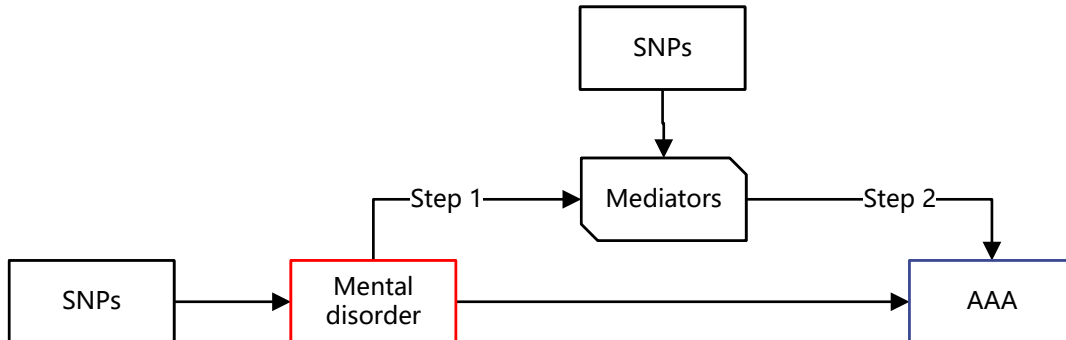 SNPs
Step 1
Mediators
Step 2
SNPs
Mental
disorder
AAA